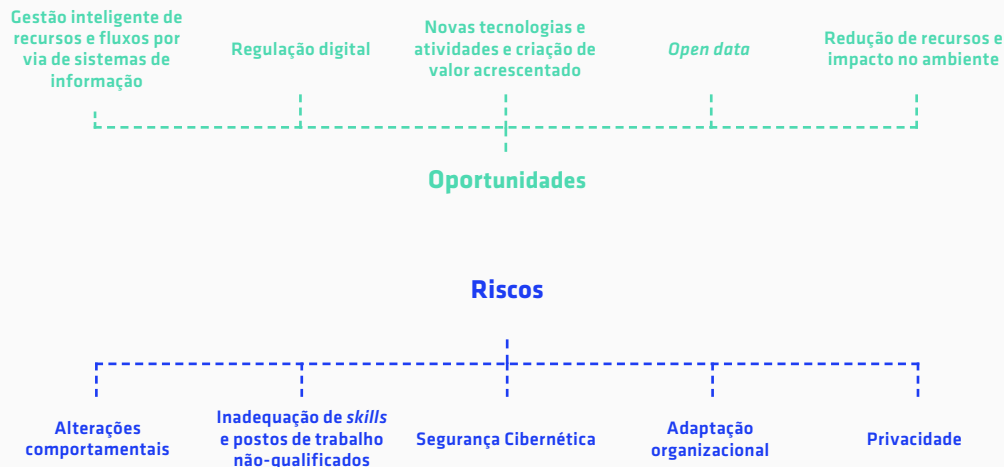 Gestão inteligente de
recursos e fluxos por
via de sistemas de
informação
Regulação digital
Novas tecnologias e
atividades e criação de
valor acrescentado
Open data
Redução de recursos e
impacto no ambiente
Oportunidades
Riscos
Alterações
comportamentais
Inadequação de skills
e postos de trabalho
não-qualificados
Segurança Cibernética
Adaptação
organizacional
Privacidade